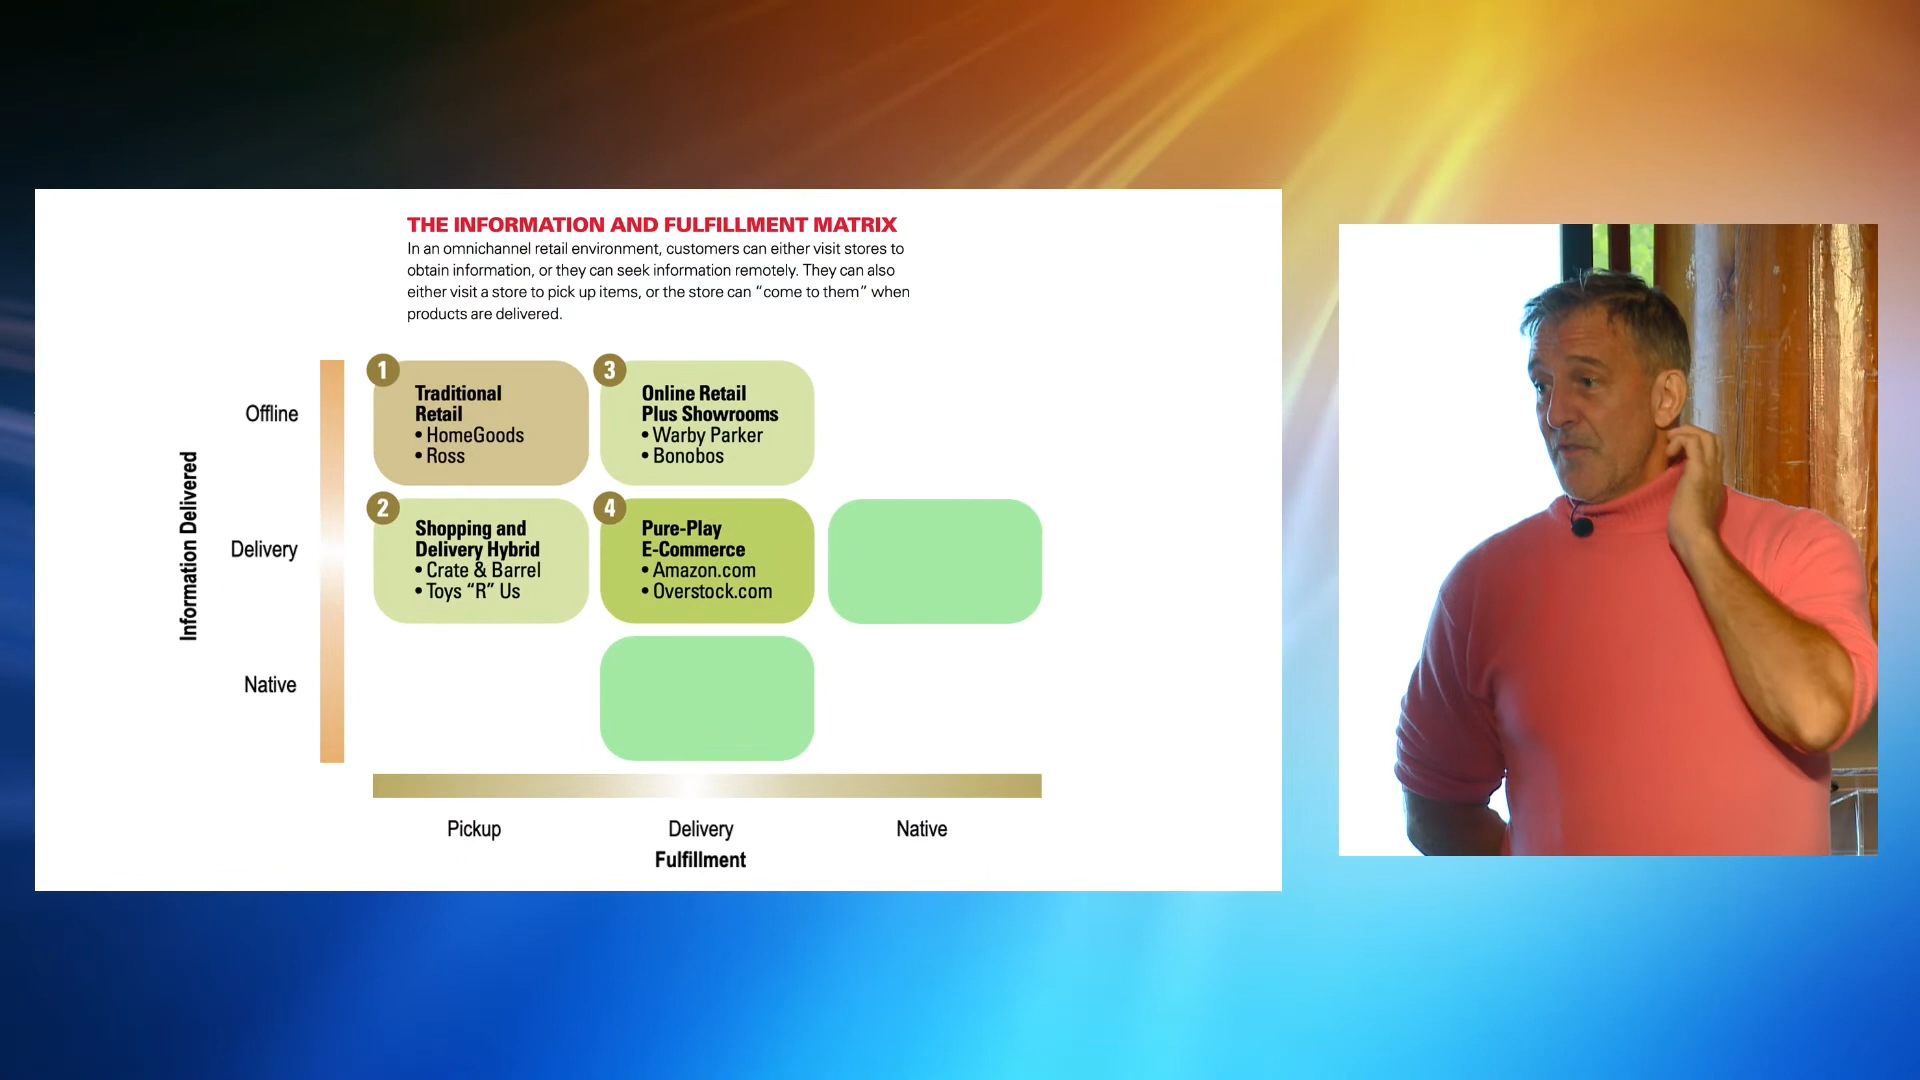 THE INFORMATION AND FULFILLMENT MATRIX
In an omnichannel retail environment, customers can either visit stores to
obtain information, or they can seek information remotely. They can also
either visit a store to pick up items, or the store can “come to them” when
products are delivered.
Information Delivered
Offline
Delivery
Native
1
Traditional
Retail
• HomeGoods
• Ross
3
Online Retail
Plus Showrooms
• Warby Parker
• Bonobos
2
Shopping and
Delivery Hybrid
• Crate & Barrel
• Toys “R” Us
4
Pure-Play
E-Commerce
• Amazon.com
• Overstock.com
Pickup
Delivery
Native
Fulfillment